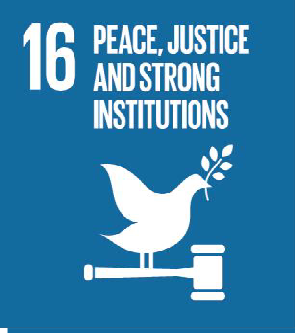 16 PEACE, JUSTICE
AND STRONG
INSTITUTIONS